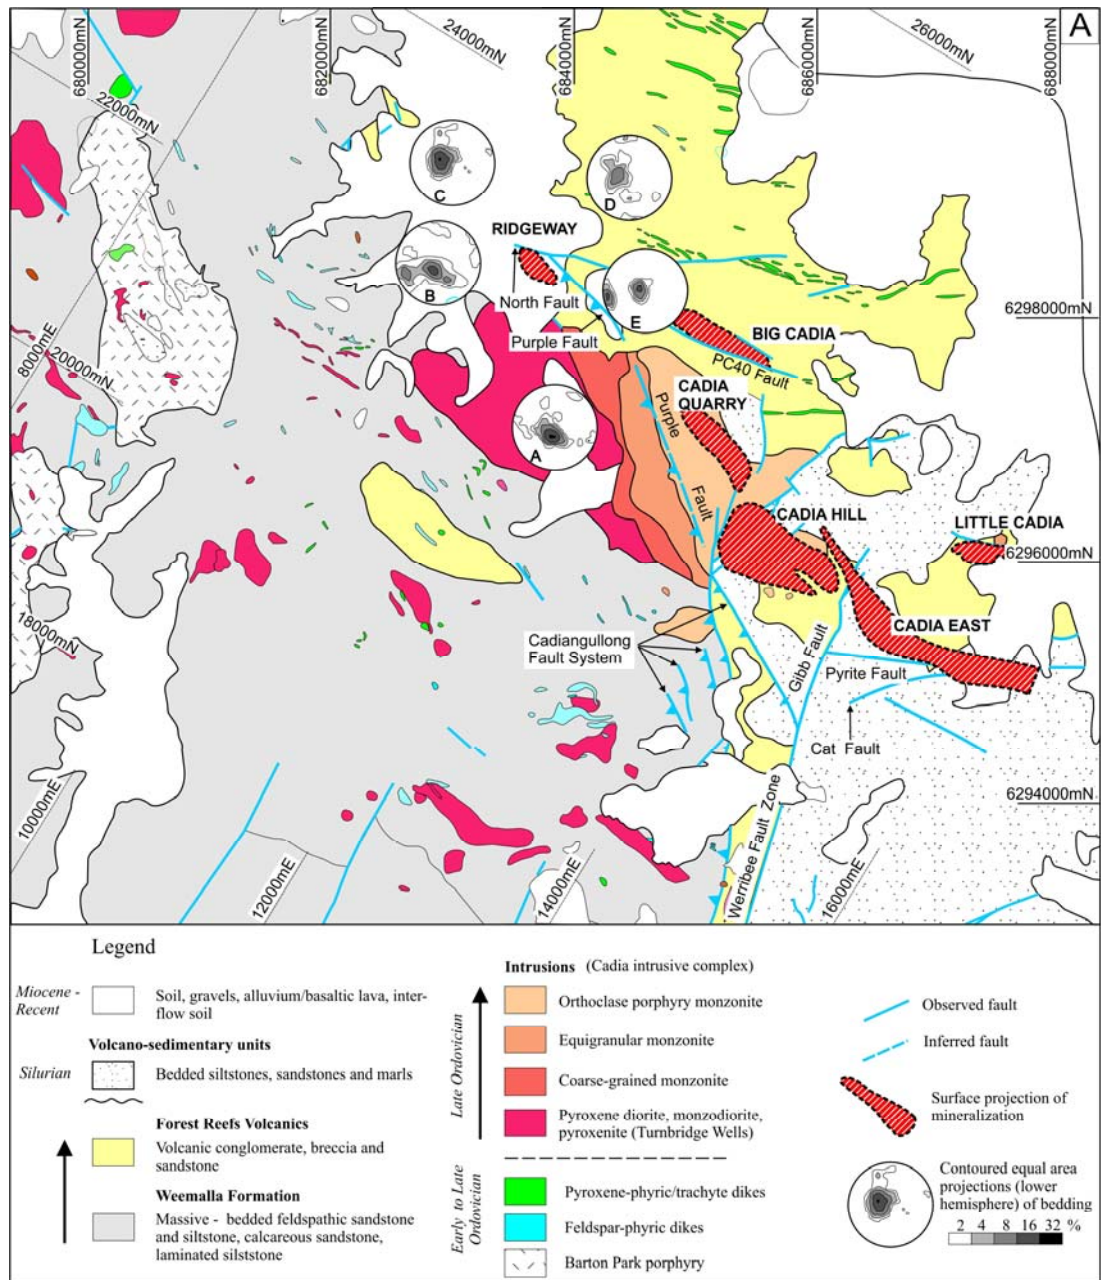 A
680000mN
682000mN
24000mN
684000mN
686000mN
26000mN
688000mN
22000mN
C
D
RIDGEWAY
B
E
North Fault
6298000mN
Purple Fault
BIG CADIA
PC40 Fault
8000mE
20000mN
CADIA
QUARRY
Purple
Fault
A
CADIA HILL
LITTLE CADIA
6296000mN
18000mN
CADIA EAST
Cadiangullong
Fault System
Gibb Fault
Pyrite Fault
Cat Fault
6294000mN
10000mE
12000mE
14000mE
Werribee Fault Zone
16000mE
Legend
Miocene -
Recent
Soil, gravels, alluvium/basaltic lava, inter-
flow soil
Volcano-sedimentary units
Silurian
Bedded siltstones, sandstones and marls
Forest Reefs Volcanics
Volcanic conglomerate, breccia and
sandstone
Weemalla Formation
Massive - bedded feldspathic sandstone
and siltstone, calcareous sandstone,
laminated silststone
Intrusions (Cadia intrusive complex)
Late Ordovician
Orthoclase porphyry monzonite
Equigranular monzonite
Coarse-grained monzonite
Pyroxene diorite, monzodiorite,
pyroxenite (Turnbridge Wells)
Early to Late
Ordovician
Pyroxene-phyric/trachyte dikes
Feldspar-phyric dikes
Barton Park porphyry
Observed fault
Inferred fault
Surface projection of
mineralization
Contoured equal area
projections (lower
hemisphere) of bedding
2 4 8 16 32 %